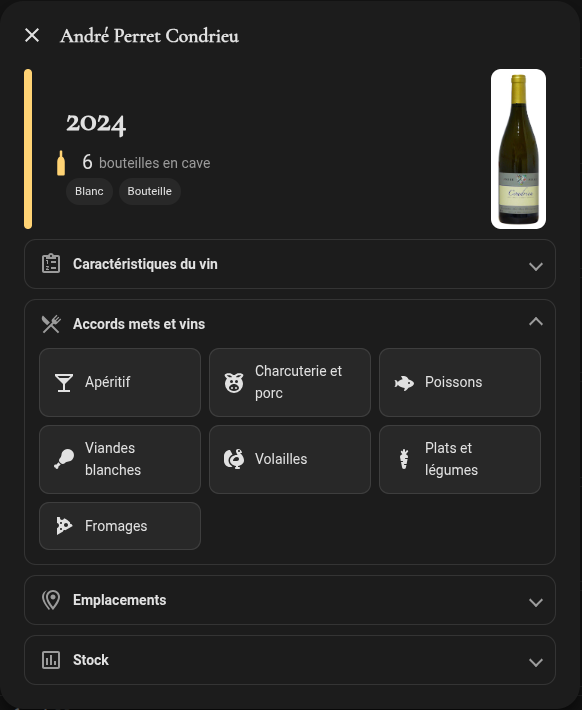 André Perret Condrieu
2024
6 bouteilles en cave
Blanc Bouteille
Condrieu
Caractéristiques du vin
Accords mets et vins
Apéritif
Charcuterie et
porc
Poissons
Viandes
blanches
Volailles
Plats et
légumes
Fromages
Emplacements
Stock